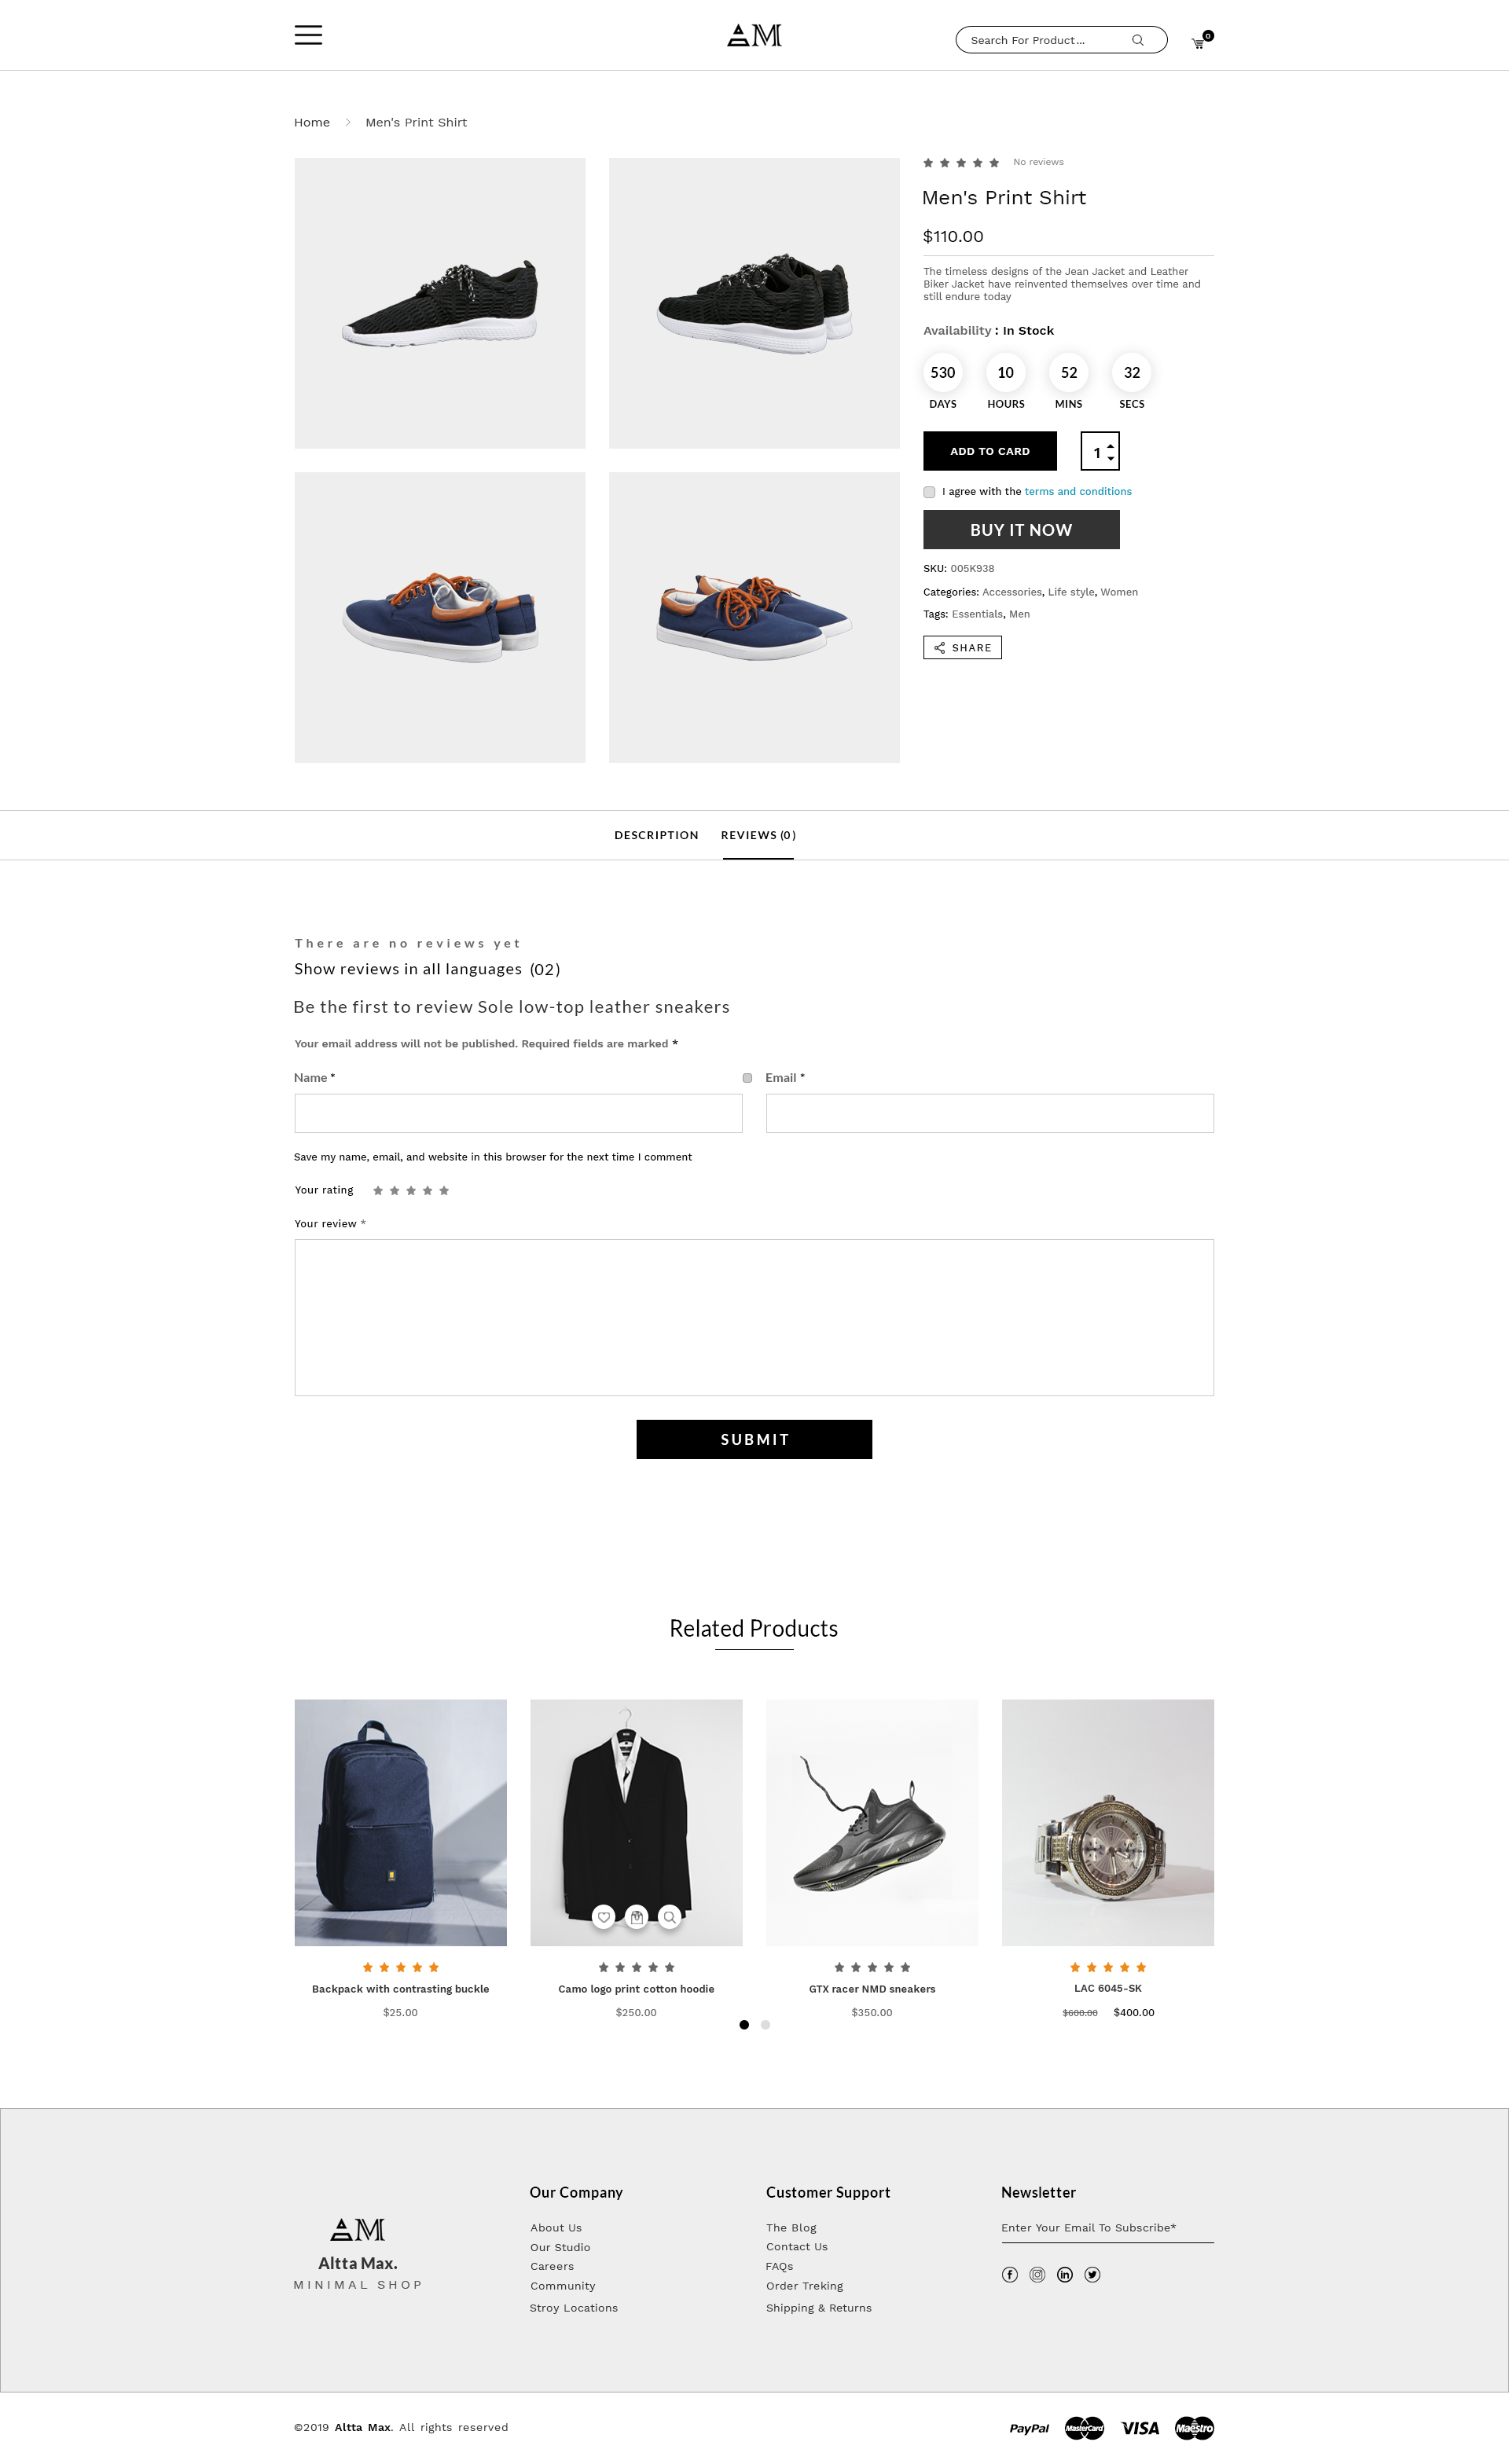 AM
Search For Product...
0
Home > Men's Print Shirt
No reviews
Men's Print Shirt
$110.00
The timeless designs of the Jean Jacket and Leather
Biker Jacket have reinvented themselves over time and
still endure today
Availability : In Stock
530 10 52 32
DAYS HOURS MINS SECS
ADD TO CARD 1
I agree with the terms and conditions
BUY IT NOW
SKU: 005K938
Categories: Accessories, Life style, Women
Tags: Essentials, Men
SHARE
DESCRIPTION REVIEWS (0)
There are no reviews yet
Show reviews in all languages (02)
Be the first to review Sole low-top leather sneakers
Your email address will not be published. Required fields are marked *
Name * Email *
Save my name, email, and website in this browser for the next time I comment
Your rating
Your review *
SUBMIT
Related Products
Backpack with contrasting buckle
$25.00
Camo logo print cotton hoodie
$250.00
GTX racer NMD sneakers
$350.00
LAC 6045-SK
$600.00 $400.00
AM
Altta Max.
MINIMAL SHOP
Our Company
About Us
Our Studio
Careers
Community
Stroy Locations
Customer Support
The Blog
Contact Us
FAQs
Order Treking
Shipping & Returns
Newsletter
Enter Your Email To Subscribe*
©2019 Altta Max. All rights reserved
PayPal MasterCard VISA Maestro